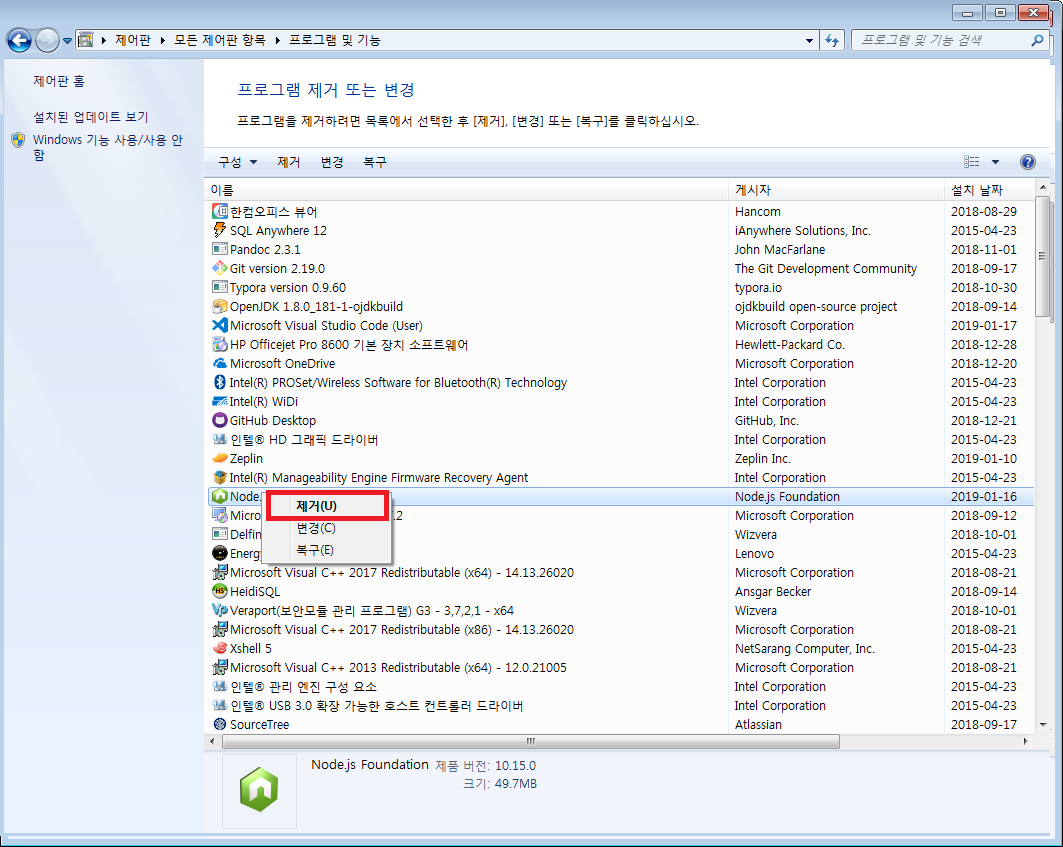 제어판 모든 제어판 항목 프로그램 및 기능 프로그램 및 기능 검색
제어판 홈
설치된 업데이트 보기
Windows 기능 사용/사용 안
함
프로그램 제거 또는 변경
프로그램을 제거하려면 목록에서 선택한 후 [제거], [변경] 또는 [복구]를 클릭하십시오.
구성 제거 변경 복구
이름 게시자 설치 날짜
한컴오피스 뷰어 Hancom 2018-08-29
SQL Anywhere 12 iAnywhere Solutions, Inc. 2015-04-23
Pandoc 2.3.1 John MacFarlane 2018-11-01
Git version 2.19.0 The Git Development Community 2018-09-17
Typora version 0.9.60 typora.io 2018-10-30
OpenJDK 1.8.0_181-1-ojdkbuild ojdkbuild open-source project 2018-09-14
Microsoft Visual Studio Code (User) Microsoft Corporation 2019-01-17
HP Officejet Pro 8600 기본 장치 소프트웨어 Hewlett-Packard Co. 2018-12-28
Microsoft OneDrive Microsoft Corporation 2018-12-20
Intel(R) PROSet/Wireless Software for Bluetooth(R) Technology Intel Corporation 2015-04-23
Intel(R) WiDi Intel Corporation 2015-04-23
GitHub Desktop GitHub, Inc. 2018-12-21
인텔® HD 그래픽 드라이버 Intel Corporation 2015-04-23
Zeplin Zeplin Inc. 2019-01-10
Intel(R) Manageability Engine Firmware Recovery Agent Intel Corporation 2015-04-23
Node. Node.js Foundation 2019-01-16
제거(U)
Micro .2 Microsoft Corporation 2018-09-12
변경(C)
Delfin Wizvera 2018-10-01
복구(E)
Energy Lenovo 2015-04-23
Microsoft Visual C++ 2017 Redistributable (x64) - 14.13.26020 Microsoft Corporation 2018-08-21
HeidiSQL Ansgar Becker 2018-09-14
Veraport(보안모듈 관리 프로그램) G3 - 3,7,2,1 - x64 Wizvera 2018-10-01
Microsoft Visual C++ 2017 Redistributable (x86) - 14.13.26020 Microsoft Corporation 2018-08-21
Xshell 5 NetSarang Computer, Inc. 2015-04-23
Microsoft Visual C++ 2013 Redistributable (x64) - 12.0.21005 Microsoft Corporation 2018-08-21
인텔® 관리 엔진 구성 요소 Intel Corporation 2015-04-23
인텔® USB 3.0 확장 가능한 호스트 컨트롤러 드라이버 Intel Corporation 2015-04-23
SourceTree Atlassian 2018-09-17
Node.js Foundation 제품 버전: 10.15.0
크기: 49.7MB